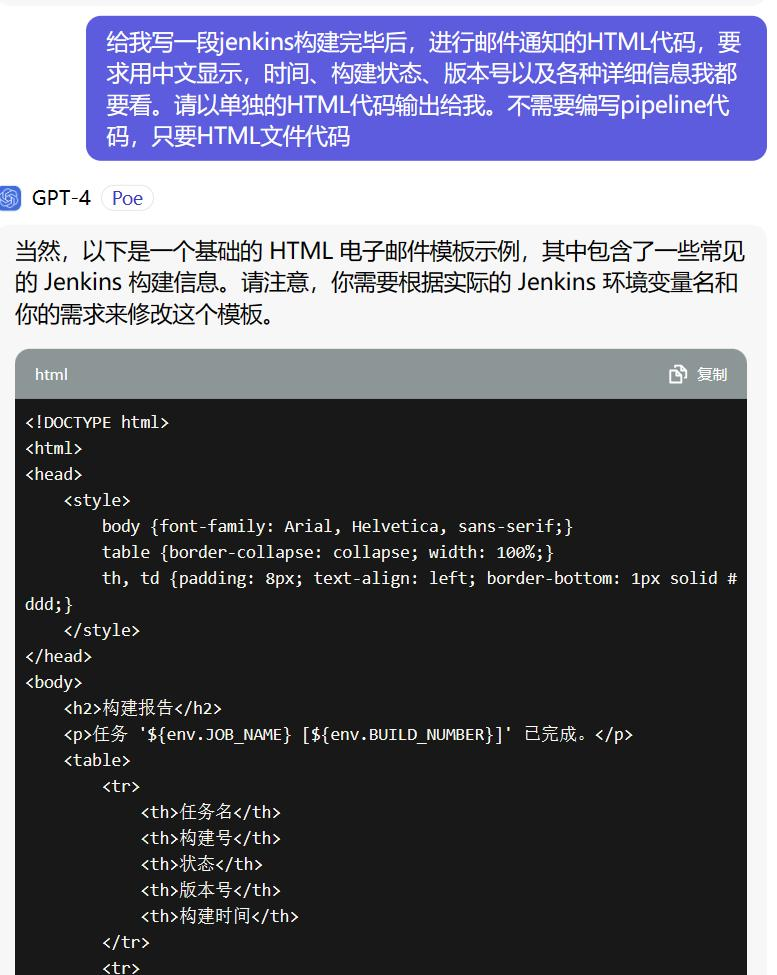 给我写一段jenkins构建完毕后，进行邮件通知的HTML代码，要
求用中文显示，时间、构建状态、版本号以及各种详细信息我都
要看。请以单独的HTML代码输出给我。不需要编写pipeline代
码，只要HTML文件代码
GPT-4 Poe
当然，以下是一个基础的 HTML 电子邮件模板示例，其中包含了一些常见
的 Jenkins 构建信息。请注意，你需要根据实际的 Jenkins 环境变量名和
你的需求来修改这个模板。
html 复制
<!DOCTYPE html>
<html>
<head>
    <style>
        body {font-family: Arial, Helvetica, sans-serif;}
        table {border-collapse: collapse; width: 100%;}
        th, td {padding: 8px; text-align: left; border-bottom: 1px solid #
ddd;}
    </style>
</head>
<body>
    <h2>构建报告</h2>
    <p>任务 '${env.JOB_NAME} [${env.BUILD_NUMBER}]' 已完成。</p>
    <table>
        <tr>
            <th>任务名</th>
            <th>构建号</th>
            <th>状态</th>
            <th>版本号</th>
            <th>构建时间</th>
        </tr>
        <tr>